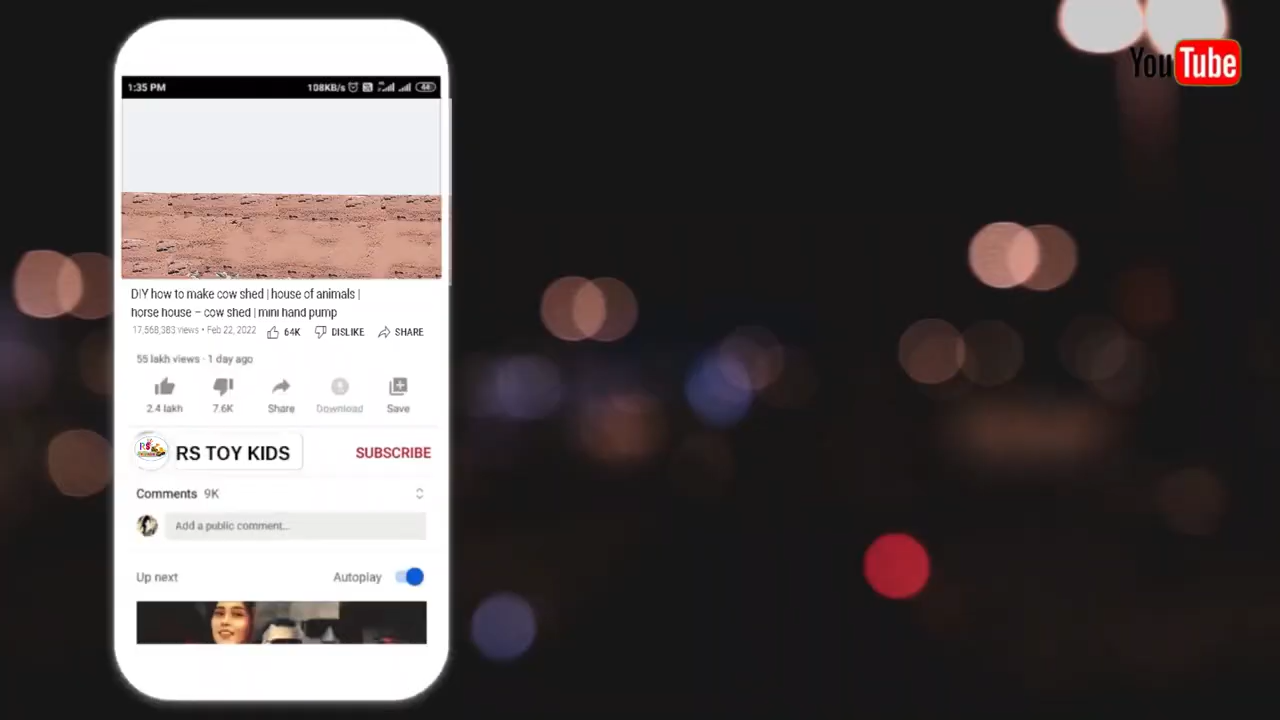 YouTube
1:35 PM 108KB/s 44
DIY how to make cow shed | house of animals |
horse house – cow shed | mini hand pump
17,568,383 views • Feb 22, 2022 64K DISLIKE SHARE
55 lakh views · 1 day ago
2.4 lakh 7.6K Share Download Save
RS TOY KIDS SUBSCRIBE
Comments 9K
Add a public comment...
Up next Autoplay